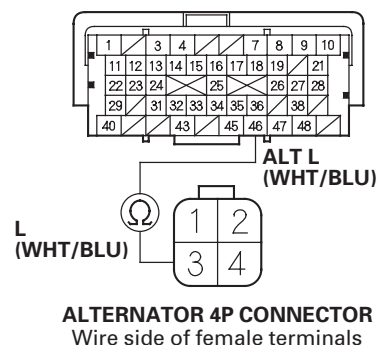 1 3 4 7 8 9 10
11 12 13 14 15 16 17 18 19 21
22 23 24 25 26 27 28
29 31 32 33 34 35 36 38
40 43 45 46 47 48
ALT L
(WHT/BLU)
Ω
L
(WHT/BLU)
1 2
3 4
ALTERNATOR 4P CONNECTOR
Wire side of female terminals